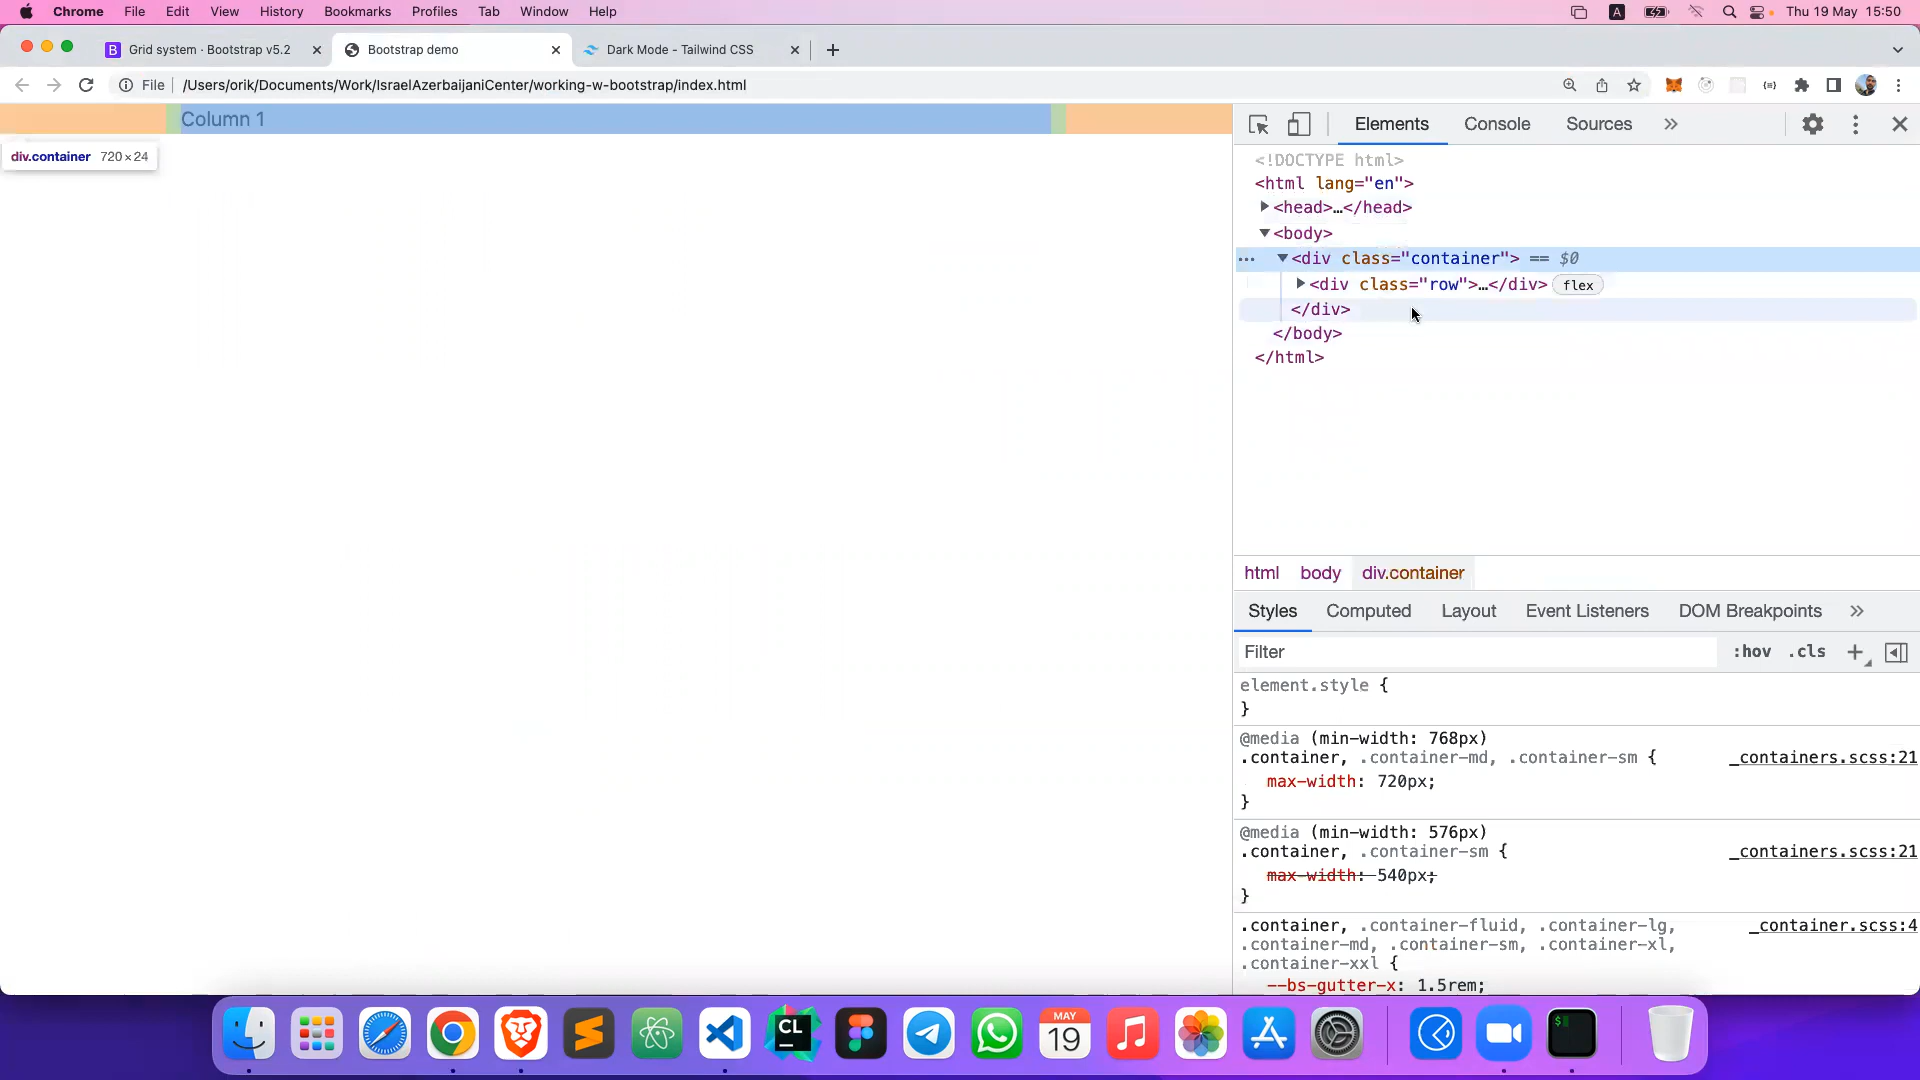 Chrome File Edit View History Bookmarks Profiles Tab Window Help
A
Thu 19 May 15:50
B Grid system · Bootstrap v5.2
Bootstrap demo
Dark Mode - Tailwind CSS
File /Users/orik/Documents/Work/IsraelAzerbaijaniCenter/working-w-bootstrap/index.html
Column 1
div.container 720 × 24
Elements Console Sources
<!DOCTYPE html>
<html lang="en">
<head>…</head>
<body>
<div class="container"> == $0
<div class="row">…</div> flex
</div>
</body>
</html>
html body div.container
Styles Computed Layout Event Listeners DOM Breakpoints
Filter
:hov .cls
element.style {
}
@media (min-width: 768px)
.container, .container-md, .container-sm { _containers.scss:21
max-width: 720px;
}
@media (min-width: 576px)
.container, .container-sm { _containers.scss:21
max-width: 540px;
}
.container, .container-fluid, .container-lg, _container.scss:4
.container-md, .container-sm, .container-xl,
.container-xxl {
--bs-gutter-x: 1.5rem;
CL
MAY
19
$